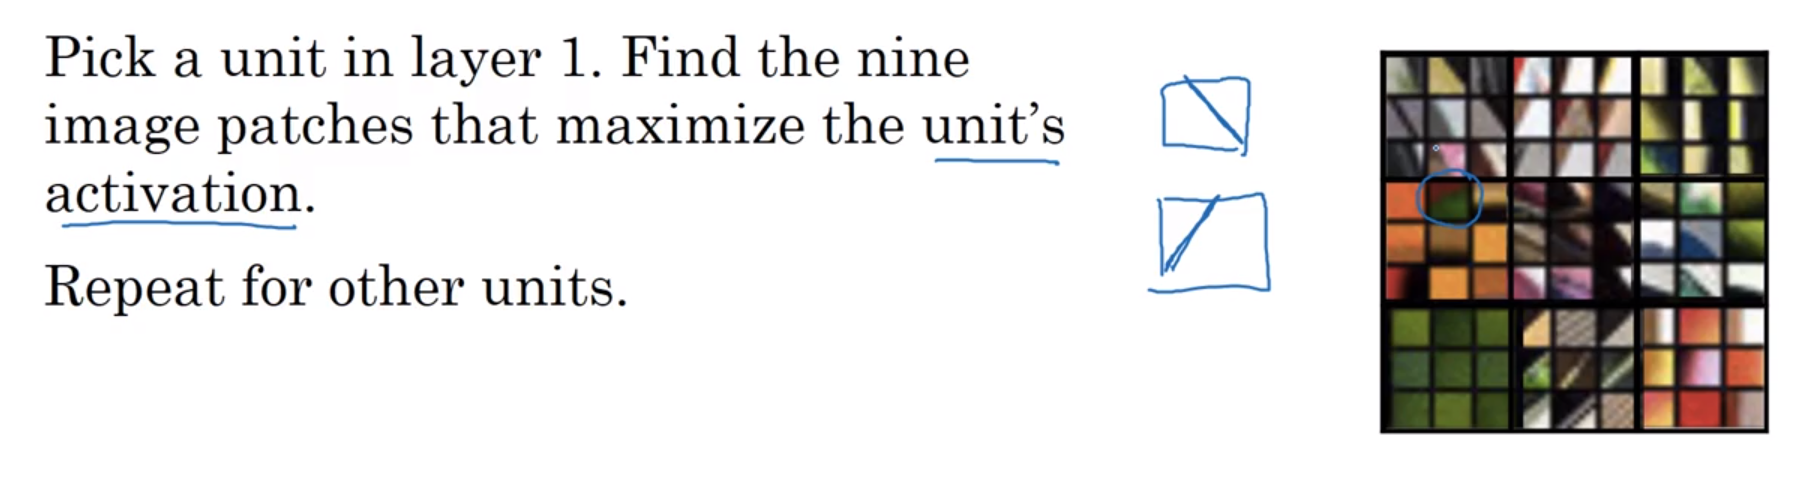 Pick a unit in layer 1. Find the nine
image patches that maximize the unit's
activation.
Repeat for other units.